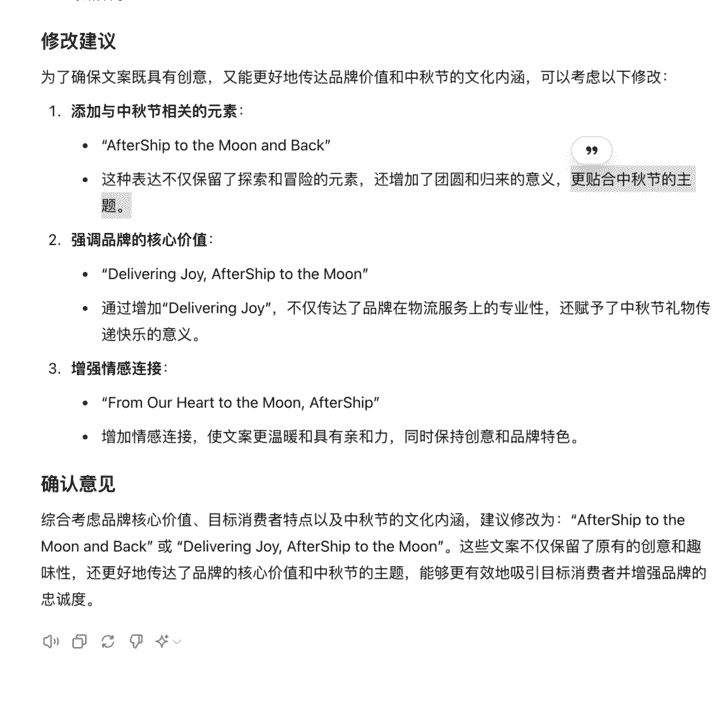 修改建议
为了确保文案既具有创意，又能更好地传达品牌价值和中秋节的文化内涵，可以考虑以下修改：
1. 添加与中秋节相关的元素：
• “AfterShip to the Moon and Back”
• 这种表达不仅保留了探索和冒险的元素，还增加了团圆和归来的意义，更贴合中秋节的主
题。
2. 强调品牌的核心价值：
• “Delivering Joy, AfterShip to the Moon”
• 通过增加“Delivering Joy”，不仅传达了品牌在物流服务上的专业性，还赋予了中秋节礼物传
递快乐的意义。
3. 增强情感连接：
• “From Our Heart to the Moon, AfterShip”
• 增加情感连接，使文案更温暖和具有亲和力，同时保持创意和品牌特色。
确认意见
综合考虑品牌核心价值、目标消费者特点以及中秋节的文化内涵，建议修改为：“AfterShip to the
Moon and Back” 或 “Delivering Joy, AfterShip to the Moon”。这些文案不仅保留了原有的创意和趣
味性，还更好地传达了品牌的核心价值和中秋节的主题，能够更有效地吸引目标消费者并增强品牌的
忠诚度。